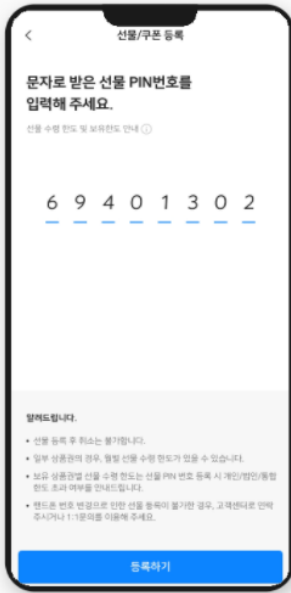 선물/쿠폰 등록
문자로 받은 선물 PIN번호를
입력해 주세요.
선물 수령 한도 및 보유한도 안내 ⓘ
6 9 4 0 1 3 0 2
알려드립니다.
• 선물 등록 후 취소는 불가합니다.
• 일부 상품권의 경우, 월별 선물 수령 한도가 있을 수 있습니다.
• 보유 상품권별 선물 수령 한도는 선물 PIN 번호 등록 시 개인/법인/통합
한도 초과 여부를 안내드립니다.
• 핸드폰 번호 변경으로 인한 선물 등록이 불가한 경우, 고객센터로 연락
주시거나 1:1문의를 이용해 주세요.
등록하기